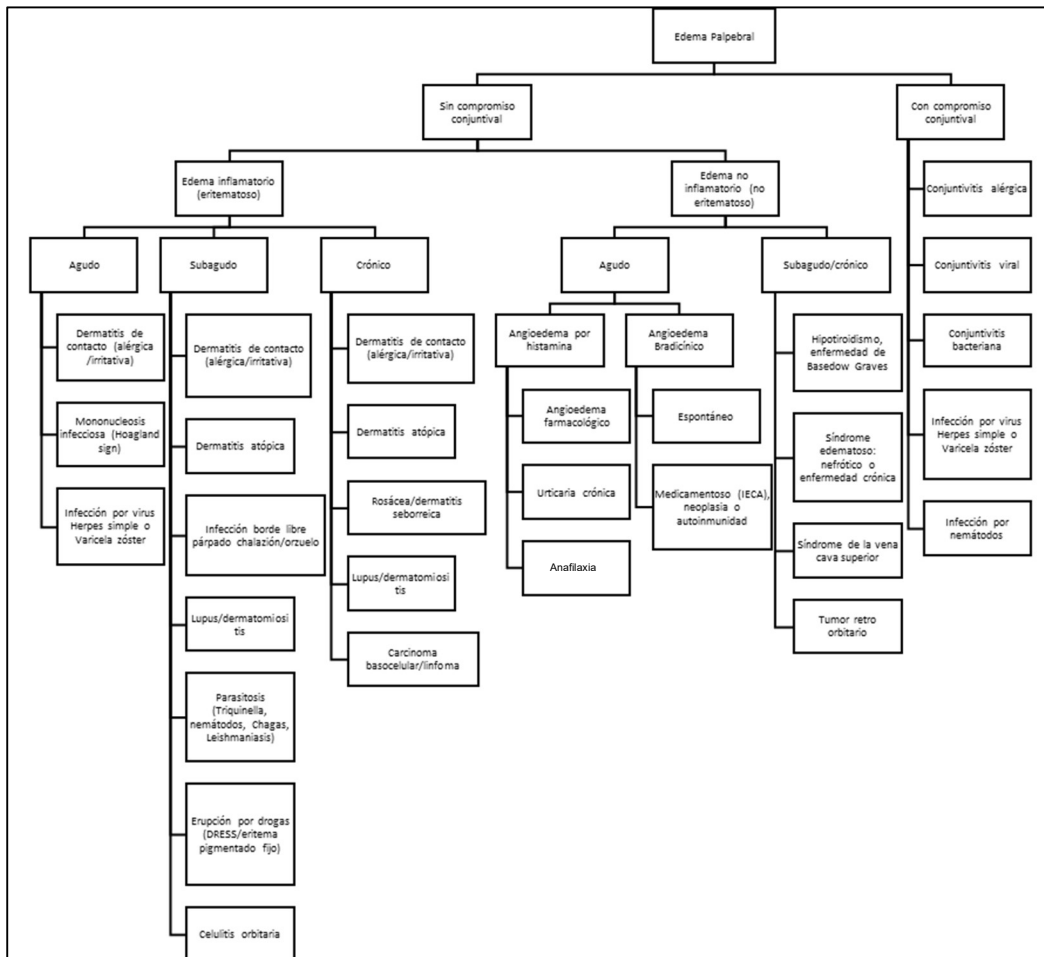 Edema Palpebral
Sin compromiso
conjuntival
Con compromiso
conjuntival
Edema inflamatorio
(eritematoso)
Edema no
inflamatorio (no
eritematoso)
Agudo
Subagudo
Crónico
Agudo
Subagudo/crónico
Dermatitis de
contacto (alérgica
/irritativa)
Mononucleosis
infecciosa (Hoagland
sign)
Infección por virus
Herpes simple o
Varicela zóster
Dermatitis de contacto
(alérgica/irritativa)
Dermatitis atópica
Infección borde libre
párpado chalazión/orzuelo
Lupus/dermatomiosi
tis
Parasitosis
(Triquinella,
nemátodos, Chagas,
Leishmaniasis)
Erupción por drogas
(DRESS/eritema
pigmentado fijo)
Celulitis orbitaria
Dermatitis de contacto
(alérgica/irritativa)
Dermatitis atópica
Rosácea/dermatitis
seborreica
Lupus/dermatomiosi
tis
Carcinoma
basocelular/linfoma
Angioedema por
histamina
Angioedema
farmacológico
Urticaria crónica
Anafilaxia
Angioedema
Bradicínico
Espontáneo
Medicamentoso (IECA),
neoplasia o
autoinmunidad
Hipotiroidismo,
enfermedad de
Basedow Graves
Síndrome
edematoso:
nefrótico o
enfermedad crónica
Síndrome de la vena
cava superior
Tumor retro
orbitario
Conjuntivitis alérgica
Conjuntivitis viral
Conjuntivitis
bacteriana
Infección por virus
Herpes simple o
Varicela zóster
Infección por
nemátodos